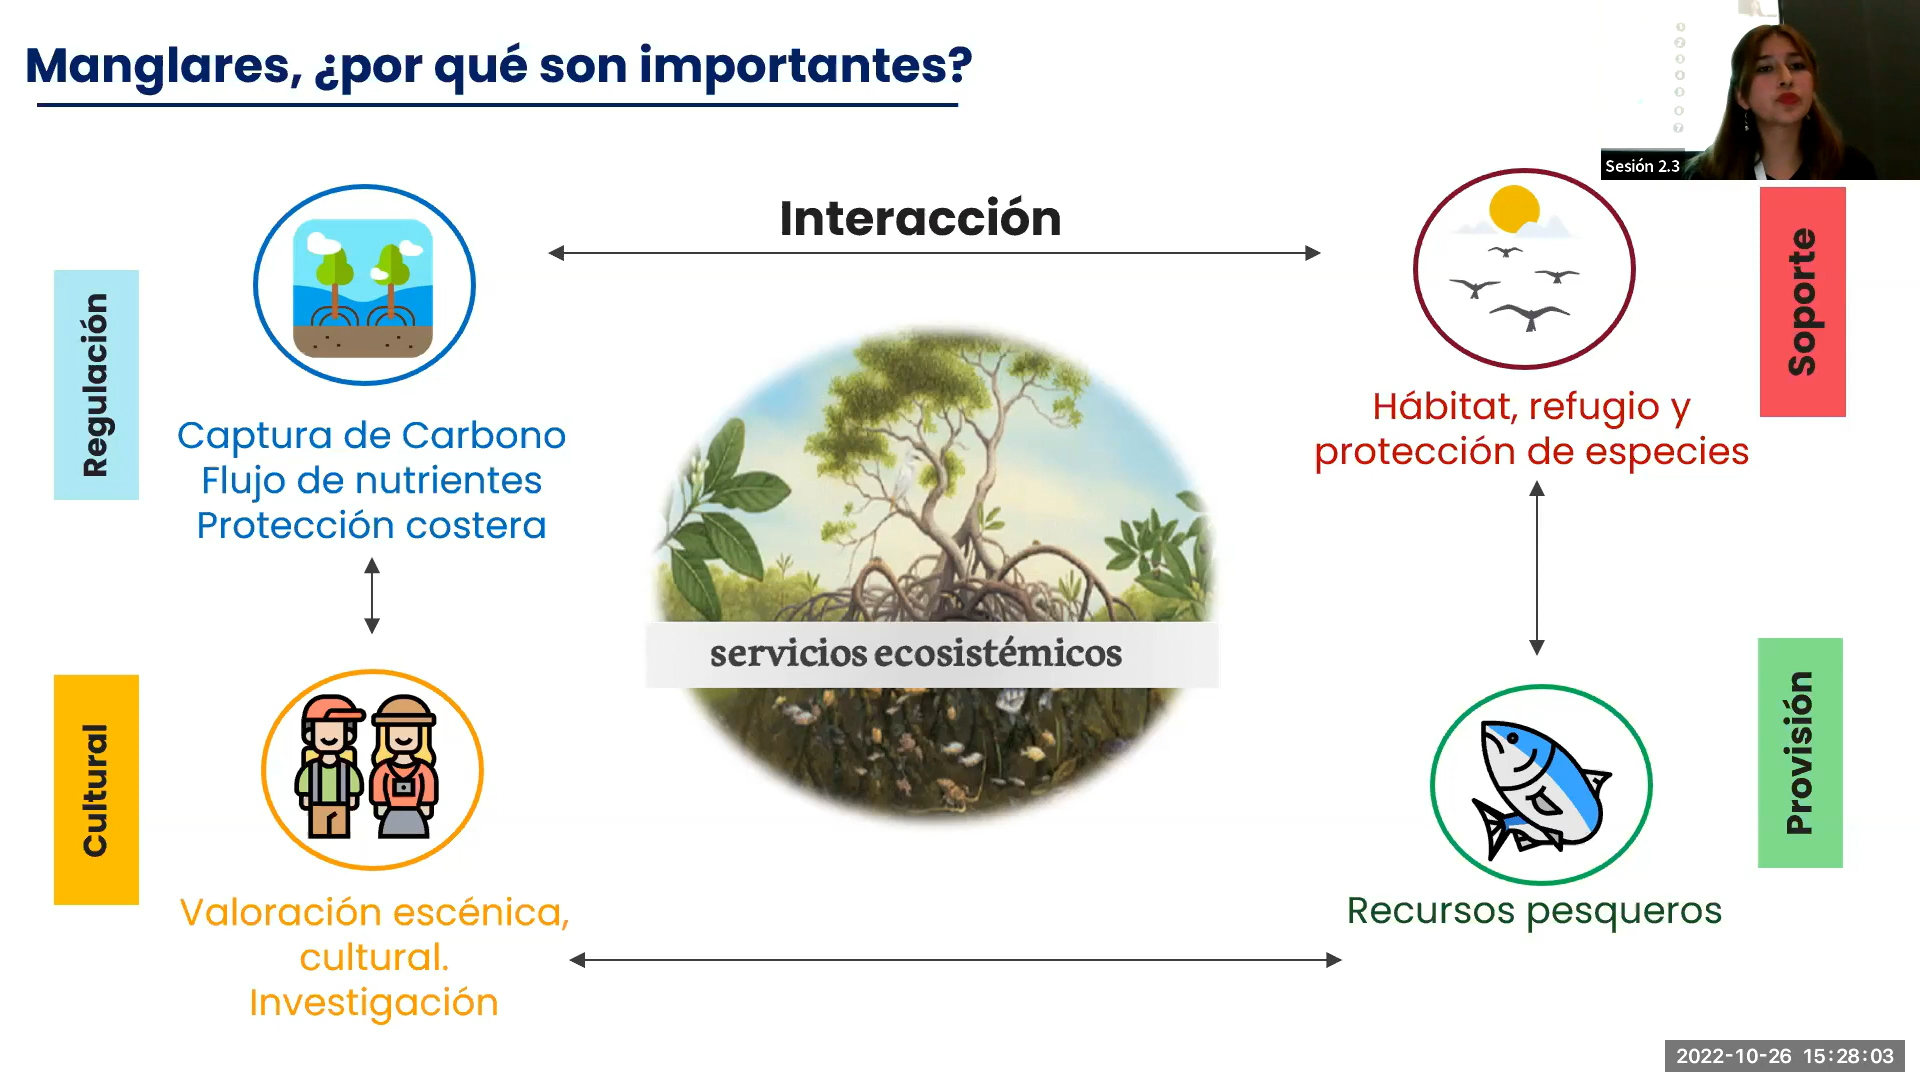 Manglares, ¿por qué son importantes?
Sesión 2.3
Interacción
Regulación
Captura de Carbono
Flujo de nutrientes
Protección costera
Soporte
Hábitat, refugio y
protección de especies
servicios ecosistémicos
Cultural
Valoración escénica,
cultural.
Investigación
Provisión
Recursos pesqueros
2022-10-26 15:28:03